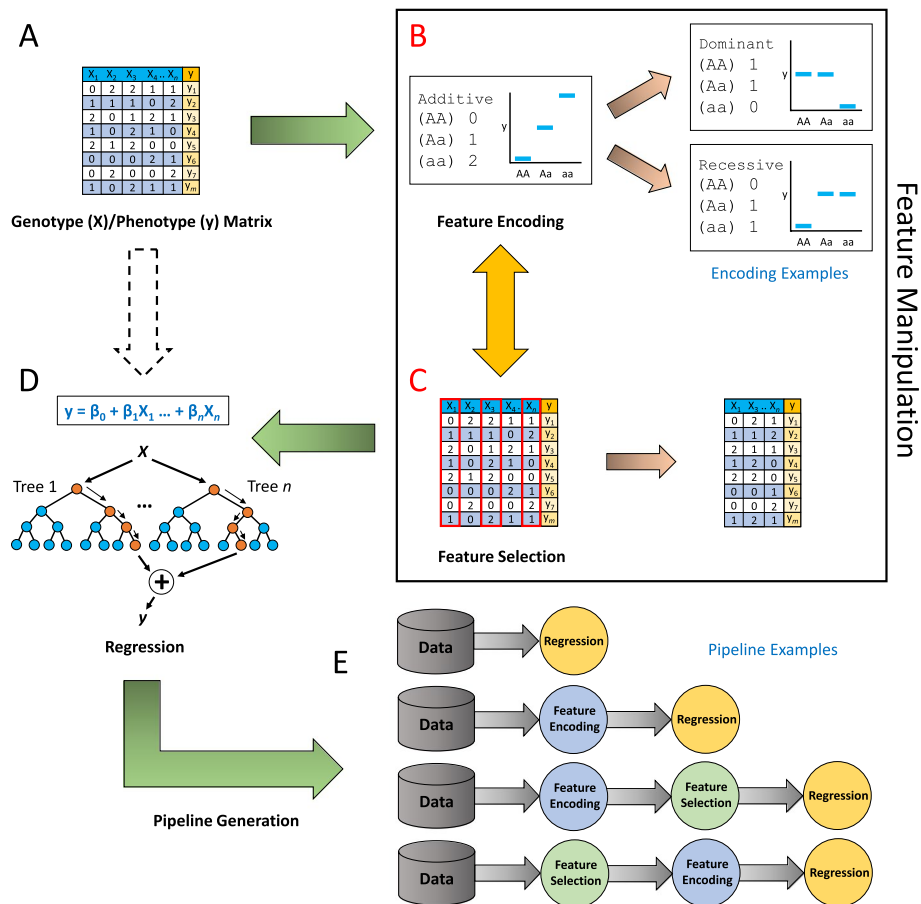 A
X1 X2 X3 X4 .. Xn y
0 2 2 1 1 y1
1 1 1 0 2 y2
2 0 1 2 1 y3
1 0 2 1 0 y4
2 1 2 0 0 y5
0 0 0 2 1 y6
0 2 0 0 2 y7
1 0 2 1 1 ym
Genotype (X)/Phenotype (y) Matrix
B
Additive
(AA) 0
(Aa) 1
(aa) 2
y
AA Aa aa
Feature Encoding
Dominant
(AA) 1
(Aa) 1
(aa) 0
y
AA Aa aa
Recessive
(AA) 0
(Aa) 1
(aa) 1
y
AA Aa aa
Encoding Examples
Feature Manipulation
C
X1 X2 X3 X4 .. Xn y
0 2 2 1 1 y1
1 1 1 0 2 y2
2 0 1 2 1 y3
1 0 2 1 0 y4
2 1 2 0 0 y5
0 0 0 2 1 y6
0 2 0 0 2 y7
1 0 2 1 1 ym
Feature Selection
X1 X3 .. Xn y
0 2 1 y1
1 1 2 y2
2 1 1 y3
1 2 0 y4
2 2 0 y5
0 0 1 y6
0 0 2 y7
1 2 1 ym
D
y = β0 + β1X1 ... + βnXn
X
Tree 1
...
Tree n
+
y
Regression
Pipeline Generation
E
Pipeline Examples
Data
Regression
Data
Feature
Encoding
Regression
Data
Feature
Encoding
Feature
Selection
Regression
Data
Feature
Selection
Feature
Encoding
Regression